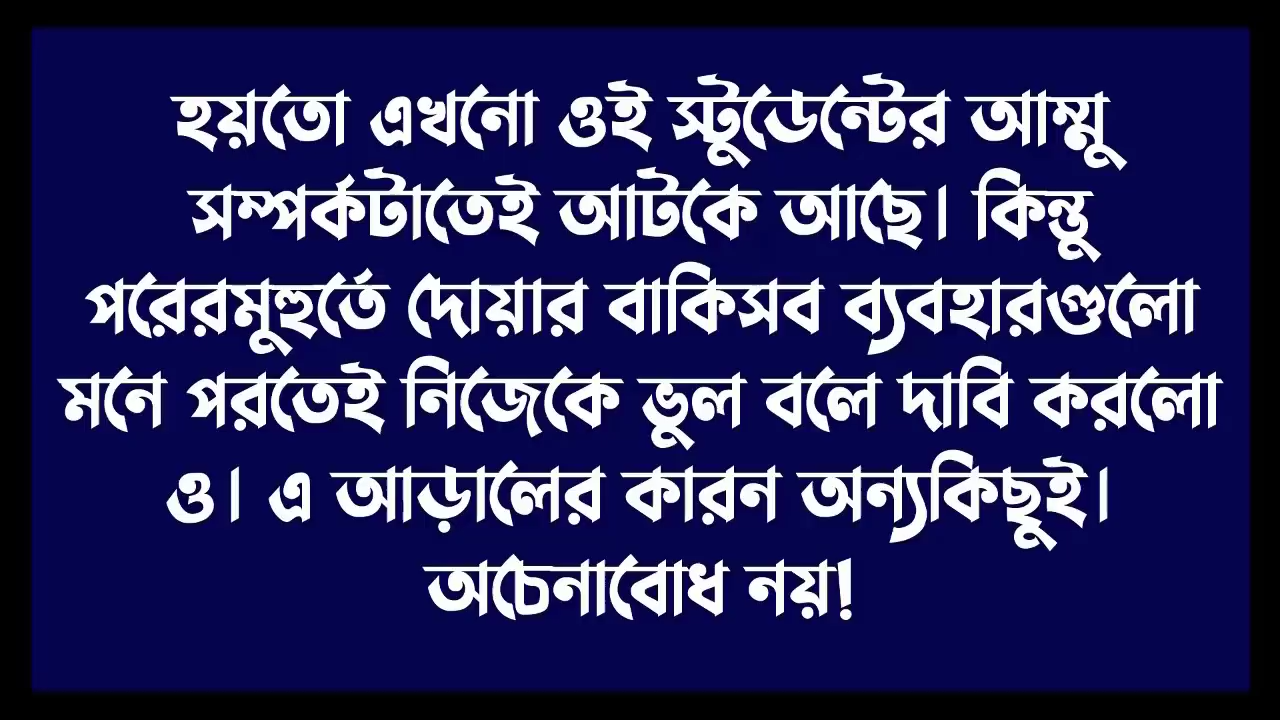 হয়তো এখনো ওই স্টুডেন্টের আম্মু
সম্পর্কটাতেই আটকে আছে। কিন্তু
পরেরমুহুর্তে দোয়ার বাকিসব ব্যবহারগুলো
মনে পরতেই নিজেকে ভুল বলে দাবি করলো
ও। এ আড়ালের কারন অন্যকিছুই।
অচেনাবোধ নয়!